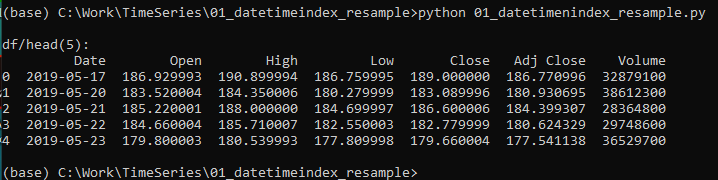 (base) C:\Work\TimeSeries\01_datetimeindex_resample>python 01_datetimenindex_resample.py
df/head(5):
Date Open High Low Close Adj Close Volume
0 2019-05-17 186.929993 190.899994 186.759995 189.000000 186.770996 32879100
1 2019-05-20 183.520004 184.350006 180.279999 183.089996 180.930695 38612300
2 2019-05-21 185.220001 188.000000 184.699997 186.600006 184.399307 28364800
3 2019-05-22 184.660004 185.710007 182.550003 182.779999 180.624329 29748600
4 2019-05-23 179.800003 180.539993 177.809998 179.660004 177.541138 36529700
(base) C:\Work\TimeSeries\01_datetimeindex_resample>